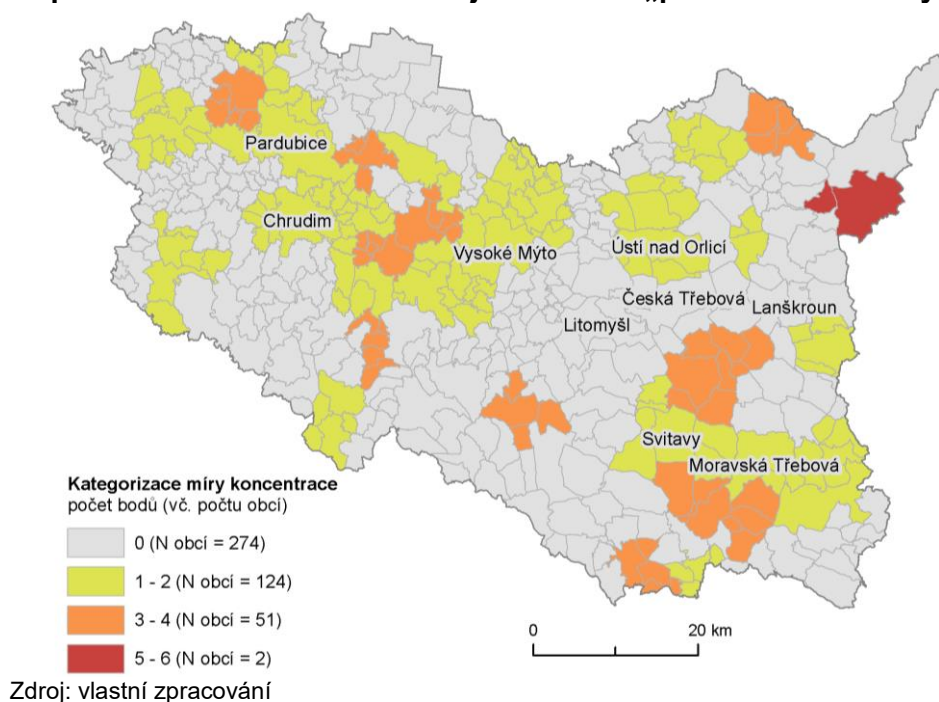 Pardubice
Chrudim
Vysoké Mýto
Ústí nad Orlicí
Česká Třebová
Lanškroun
Litomyšl
Svitavy
Moravská Třebová
Kategorizace míry koncentrace
počet bodů (vč. počtu obcí)
0 (N obcí = 274)
1 - 2 (N obcí = 124)
3 - 4 (N obcí = 51)
5 - 6 (N obcí = 2)
0 20 km
Zdroj: vlastní zpracování